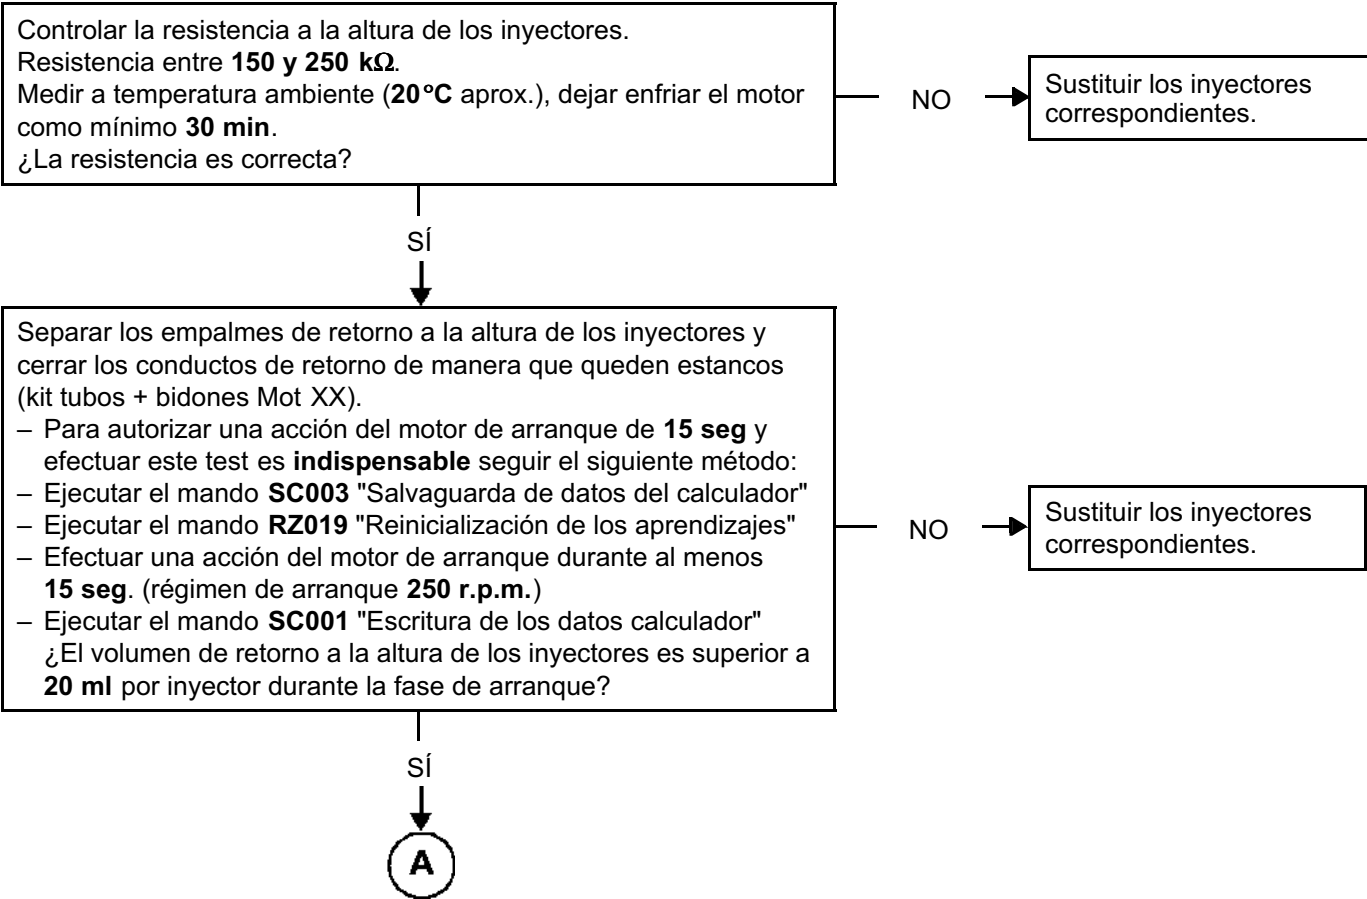 Controlar la resistencia a la altura de los inyectores.
Resistencia entre 150 y 250 kΩ.
Medir a temperatura ambiente (20°C aprox.), dejar enfriar el motor
como mínimo 30 min.
¿La resistencia es correcta?
NO
Sustituir los inyectores
correspondientes.
SÍ
Separar los empalmes de retorno a la altura de los inyectores y
cerrar los conductos de retorno de manera que queden estancos
(kit tubos + bidones Mot XX).
– Para autorizar una acción del motor de arranque de 15 seg y
efectuar este test es indispensable seguir el siguiente método:
– Ejecutar el mando SC003 "Salvaguarda de datos del calculador"
– Ejecutar el mando RZ019 "Reinicialización de los aprendizajes"
– Efectuar una acción del motor de arranque durante al menos
15 seg. (régimen de arranque 250 r.p.m.)
– Ejecutar el mando SC001 "Escritura de los datos calculador"
¿El volumen de retorno a la altura de los inyectores es superior a
20 ml por inyector durante la fase de arranque?
NO
Sustituir los inyectores
correspondientes.
SÍ
A